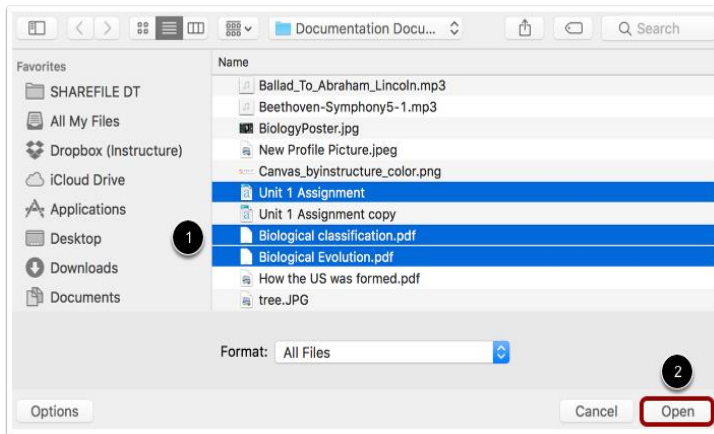 Documentation Docu...
Search
Favorites
SHAREFILE DT
All My Files
Dropbox (Instructure)
iCloud Drive
Applications
Desktop
Downloads
Documents
Name
Ballad_To_Abraham_Lincoln.mp3
Beethoven-Symphony5-1.mp3
BiologyPoster.jpg
New Profile Picture.jpeg
Canvas_byinstructure_color.png
Unit 1 Assignment
Unit 1 Assignment copy
1
Biological classification.pdf
Biological Evolution.pdf
How the US was formed.pdf
tree.JPG
Format: All Files
2
Options Cancel Open